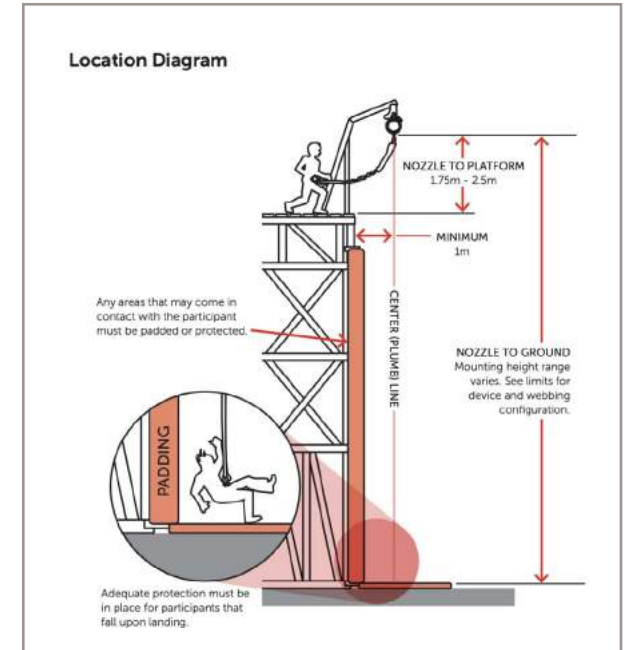 Location Diagram
NOZZLE TO PLATFORM
1.75m - 2.5m
MINIMUM
1m
Any areas that may come in
contact with the participant
must be padded or protected.
CENTER (PLUMB) LINE
NOZZLE TO GROUND
Mounting height range
varies. See limits for
device and webbing
configuration.
PADDING
Adequate protection must be
in place for participants that
fall upon landing.